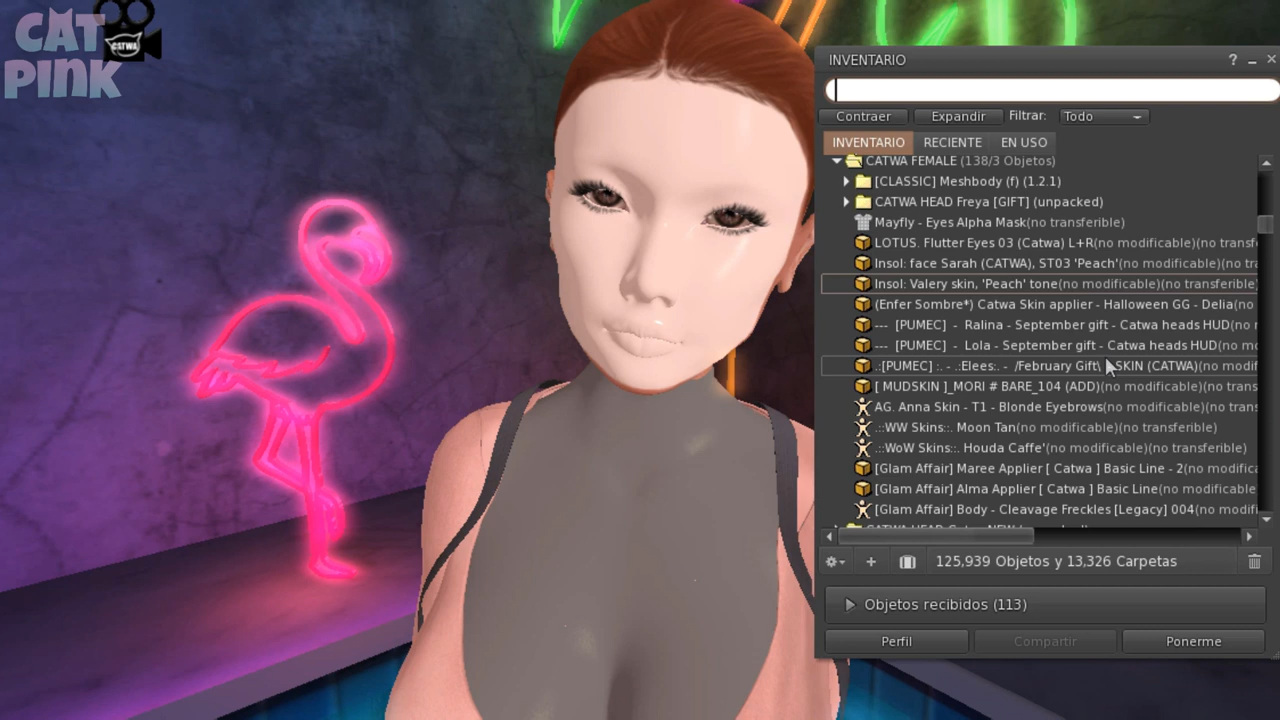 CAT
PINK
CATWA
INVENTARIO
Contraer Expandir Filtrar: Todo
INVENTARIO RECIENTE EN USO
CATWA FEMALE (138/3 Objetos)
[CLASSIC] Meshbody (f) (1.2.1)
CATWA HEAD Freya [GIFT] (unpacked)
Mayfly - Eyes Alpha Mask(no transferible)
LOTUS. Flutter Eyes 03 (Catwa) L+R(no modificable)(no transf
Insol: face Sarah (CATWA), ST03 'Peach'(no modificable)(no tra
Insol: Valery skin, 'Peach' tone(no modificable)(no transferible)
(Enfer Sombre*) Catwa Skin applier - Halloween GG - Delia(no
--- [PUMEC] - Ralina - September gift - Catwa heads HUD(no r
--- [PUMEC] - Lola - September gift - Catwa heads HUD(no mo
.:[PUMEC] :. - .:Elees:. - /February Gift\ SKIN (CATWA)(no modif
[ MUDSKIN ]_MORI # BARE_104 (ADD)(no modificable)(no trans
AG. Anna Skin - T1 - Blonde Eyebrows(no modificable)(no trans
.::WW Skins::. Moon Tan(no modificable)(no transferible)
.::WoW Skins::. Houda Caffe'(no modificable)(no transferible)
[Glam Affair] Maree Applier [ Catwa ] Basic Line - 2(no modifica
[Glam Affair] Alma Applier [ Catwa ] Basic Line(no modificable
[Glam Affair] Body - Cleavage Freckles [Legacy] 004(no modifi
125,939 Objetos y 13,326 Carpetas
Objetos recibidos (113)
Perfil Compartir Ponerme